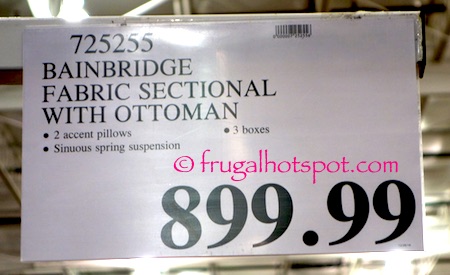 725255
BAINBRIDGE
FABRIC SECTIONAL
WITH OTTOMAN
• 2 accent pillows • 3 boxes
• Sinuous spring suspension
© frugalhotspot.com
899.99